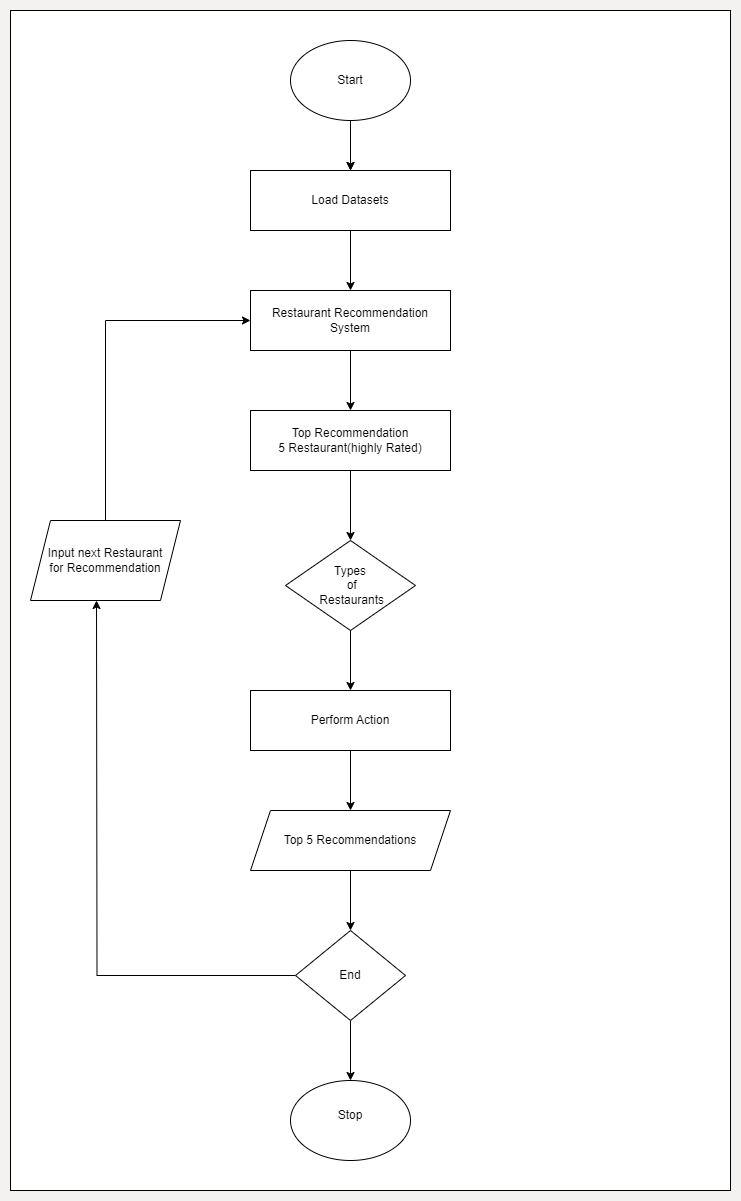 Start
Load Datasets
Restaurant Recommendation
System
Top Recommendation
5 Restaurant(highly Rated)
Input next Restaurant
for Recommendation
Types
of
Restaurants
Perform Action
Top 5 Recommendations
End
Stop